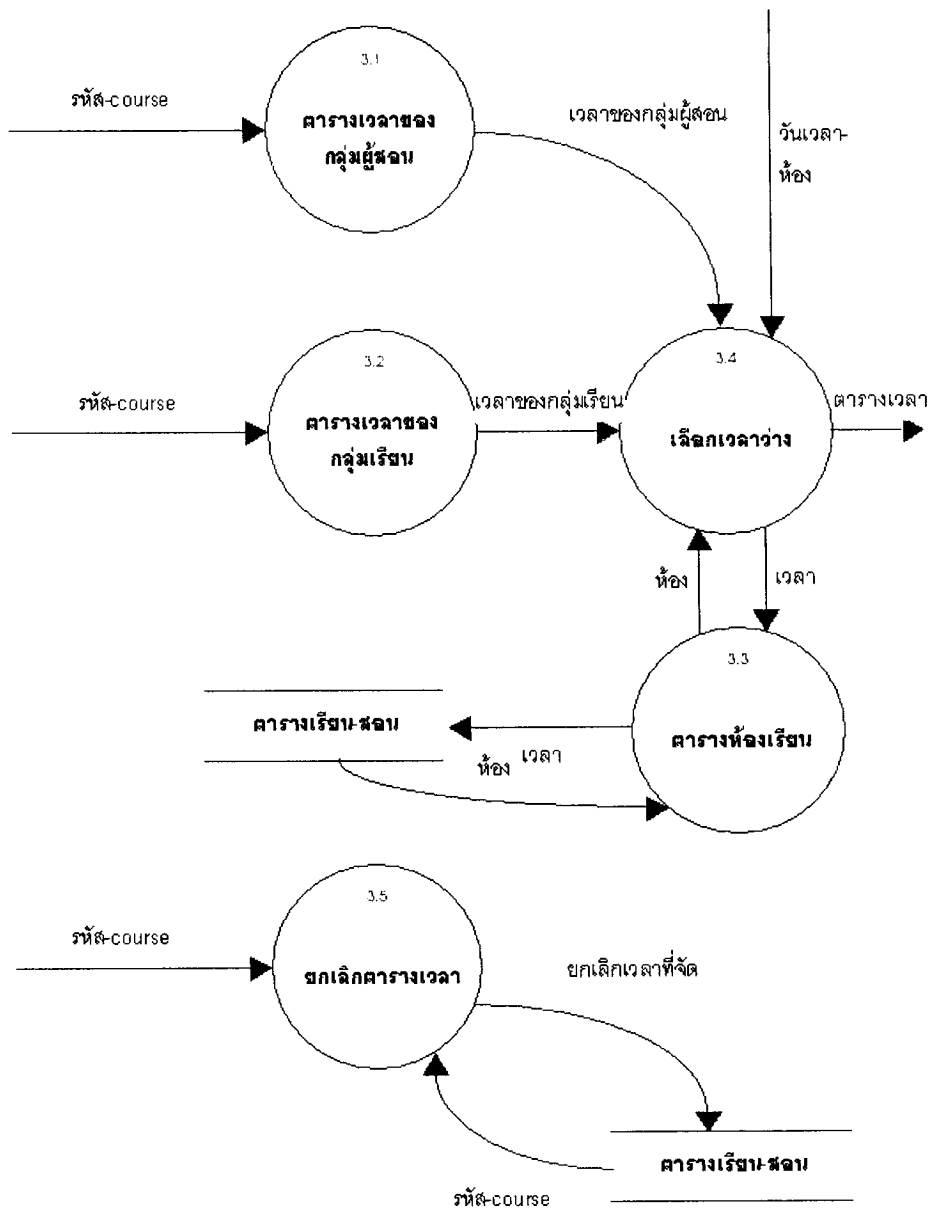 3.1
รหัส-course
ตารางเวลาของ
กลุ่มผู้สอน
เวลาของกลุ่มผู้สอน
วันเวลา-
ห้อง
3.2
รหัส-course
ตารางเวลาของ
กลุ่มเรียน
เวลาของกลุ่มเรียน
3.4
เลือกเวลาว่าง
ตารางเวลา
ห้อง
เวลา
3.3
ตารางห้องเรียน
ตารางเรียน-สอน
เวลา
ห้อง
3.5
รหัส-course
ยกเลิกตารางเวลา
ยกเลิกเวลาที่จัด
ตารางเรียน-สอน
รหัส-course